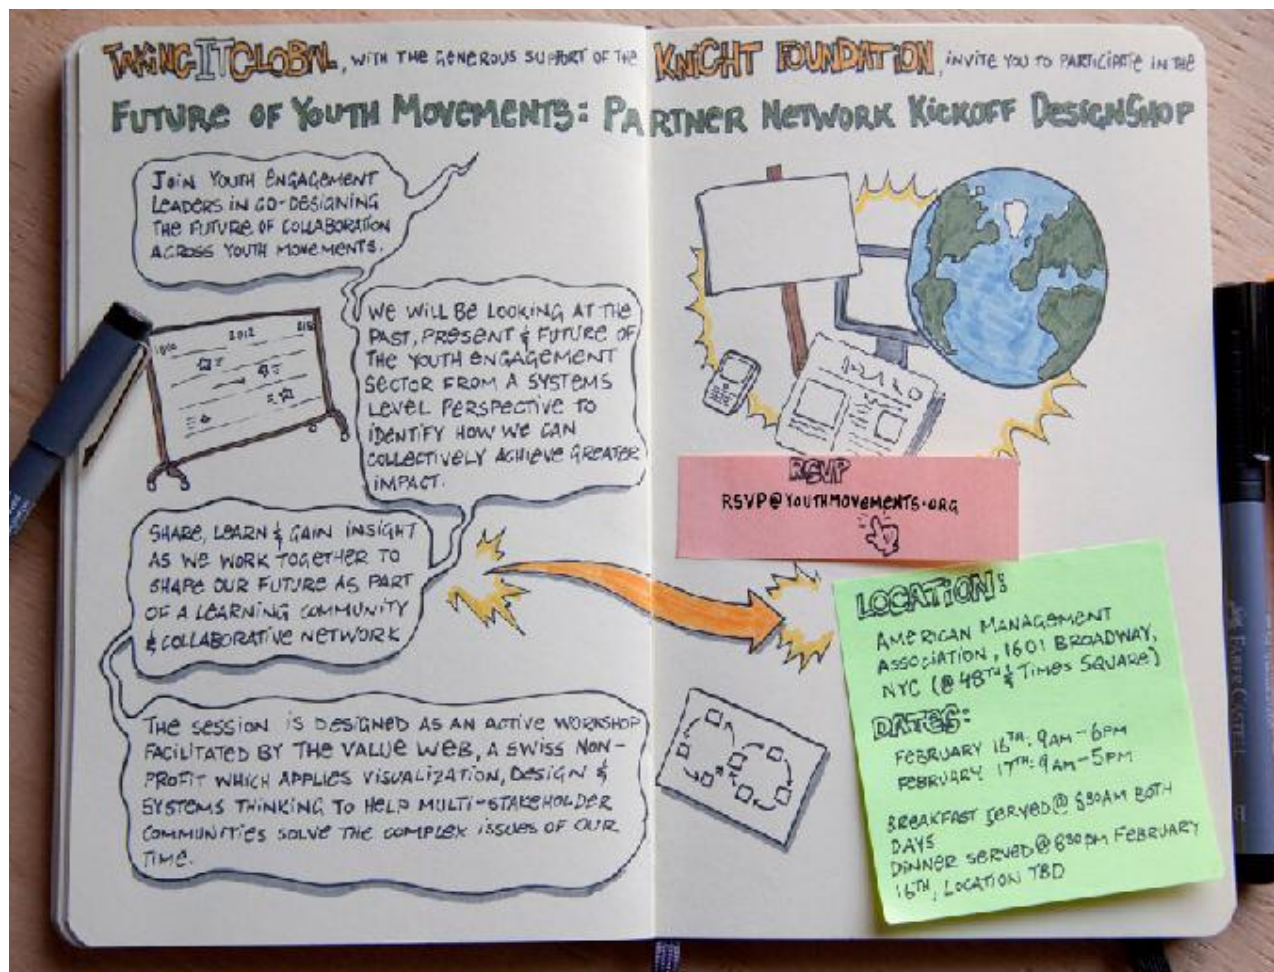 TAKINGITGLOBAL, WITH THE GENEROUS SUPPORT OF THE KNIGHT FOUNDATION, INVITE YOU TO PARTICIPATE IN THE
FUTURE OF YOUTH MOVEMENTS: PARTNER NETWORK KICKOFF DESIGNSHOP
JOIN YOUTH ENGAGEMENT
LEADERS IN CO-DESIGNING
THE FUTURE OF COLLABORATION
ACROSS YOUTH MOVEMENTS.
2012
WE WILL BE LOOKING AT THE
PAST, PRESENT & FUTURE OF
THE YOUTH ENGAGEMENT
SECTOR FROM A SYSTEMS
LEVEL PERSPECTIVE TO
IDENTIFY HOW WE CAN
COLLECTIVELY ACHIEVE GREATER
IMPACT.
SHARE, LEARN & GAIN INSIGHT
AS WE WORK TOGETHER TO
SHAPE OUR FUTURE AS PART
OF A LEARNING COMMUNITY
& COLLABORATIVE NETWORK
THE SESSION IS DESIGNED AS AN ACTIVE WORKSHOP
FACILITATED BY THE VALUE WEB, A SWISS NON-
PROFIT WHICH APPLIES VISUALIZATION, DESIGN &
SYSTEMS THINKING TO HELP MULTI-STAKEHOLDER
COMMUNITIES SOLVE THE COMPLEX ISSUES OF OUR
TIME.
RSVP
RSVP@YOUTHMOVEMENTS.ORG
LOCATION:
AMERICAN MANAGEMENT
ASSOCIATION, 1601 BROADWAY,
NYC (@ 48TH & TIMES SQUARE)
DATES:
FEBRUARY 16TH: 9AM-6PM
FEBRUARY 17TH: 9AM-5PM
BREAKFAST SERVED @ 830AM BOTH
DAYS
DINNER SERVED @ 630PM FEBRUARY
16TH, LOCATION TBD
FABER-CASTELL